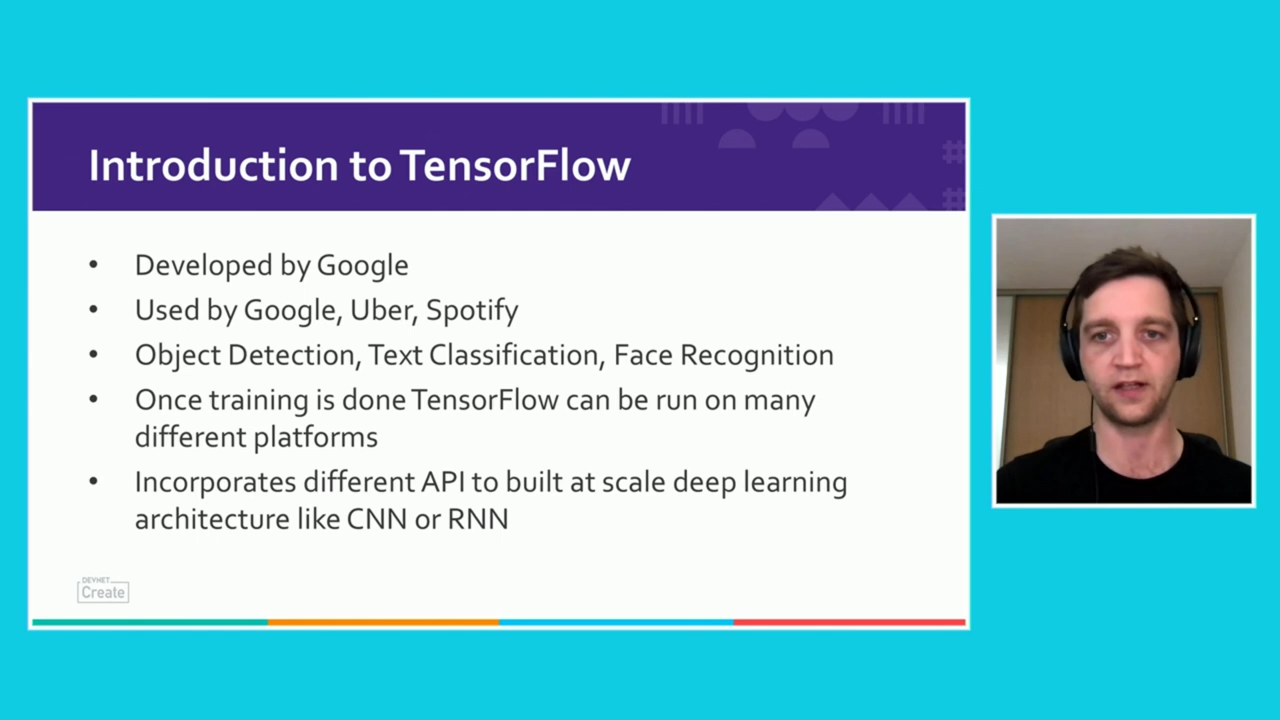 Introduction to TensorFlow
• Developed by Google
• Used by Google, Uber, Spotify
• Object Detection, Text Classification, Face Recognition
• Once training is done TensorFlow can be run on many
different platforms
• Incorporates different API to built at scale deep learning
architecture like CNN or RNN
DEVNET
Create